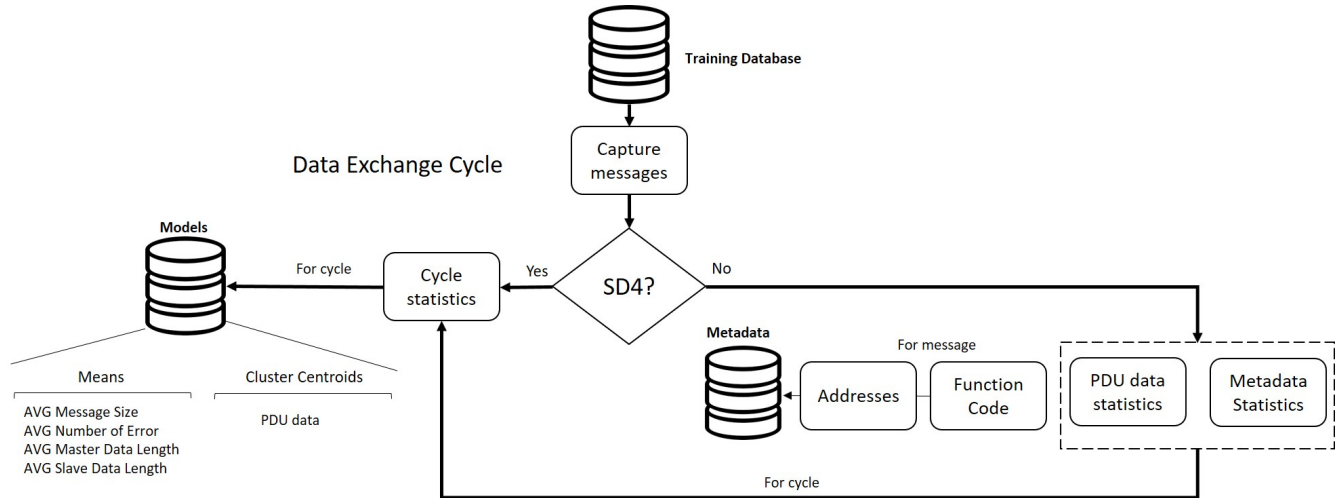 Training Database
Capture
messages
Data Exchange Cycle
Models
For cycle
Cycle
statistics
Yes
SD4?
No
Metadata
For message
Addresses
Function
Code
PDU data
statistics
Metadata
Statistics
Means
Cluster Centroids
AVG Message Size
AVG Number of Error
AVG Master Data Length
AVG Slave Data Length
PDU data
For cycle